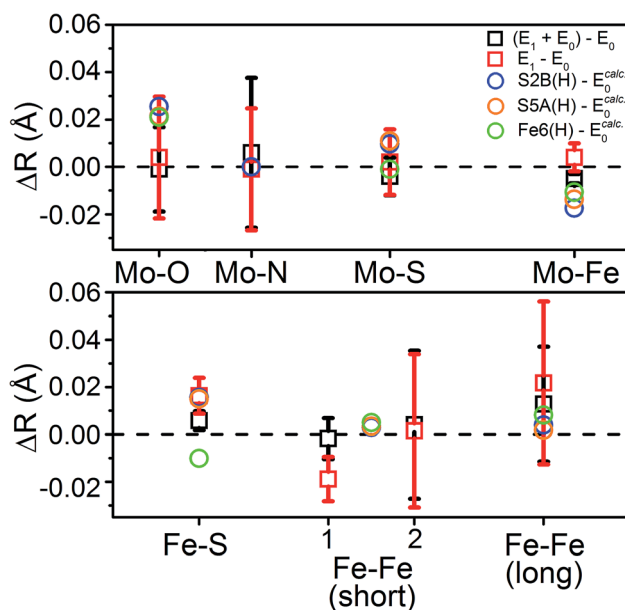 0.06
0.04
0.02
0.00
-0.02
ΔR (Å)
(E₁ + E₀) - E₀
E₁ - E₀
S2B(H) - E₀ᶜᵃˡᶜ·
S5A(H) - E₀ᶜᵃˡᶜ·
Fe6(H) - E₀ᶜᵃˡᶜ·
Mo-O Mo-N Mo-S Mo-Fe
0.06
0.04
0.02
0.00
-0.02
ΔR (Å)
1 2
Fe-S Fe-Fe Fe-Fe
(short) (long)